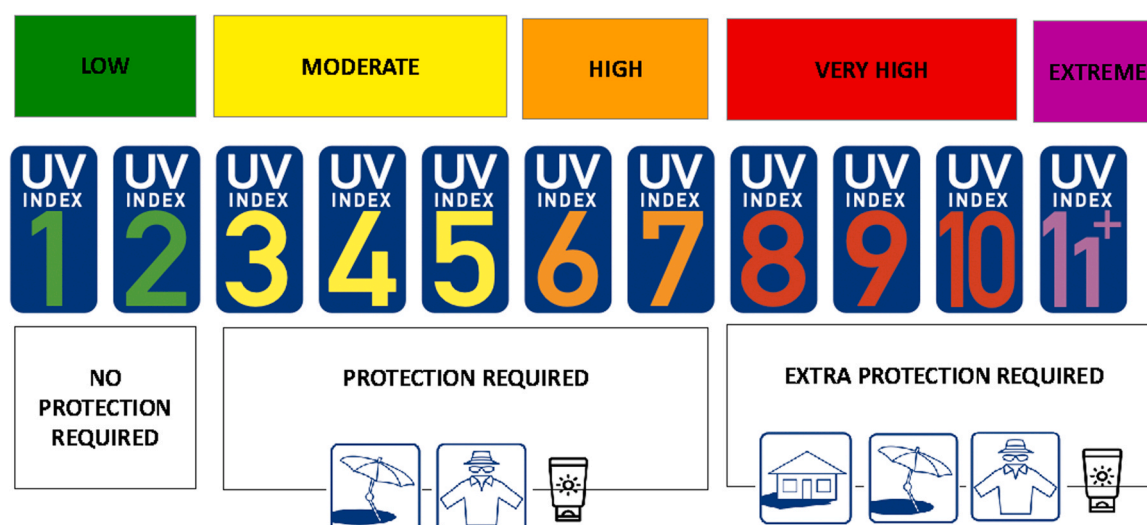 LOW
MODERATE
HIGH
VERY HIGH
EXTREME
UV
INDEX
1
UV
INDEX
2
UV
INDEX
3
UV
INDEX
4
UV
INDEX
5
UV
INDEX
6
UV
INDEX
7
UV
INDEX
8
UV
INDEX
9
UV
INDEX
10
UV
INDEX
11+
NO
PROTECTION
REQUIRED
PROTECTION REQUIRED
EXTRA PROTECTION REQUIRED